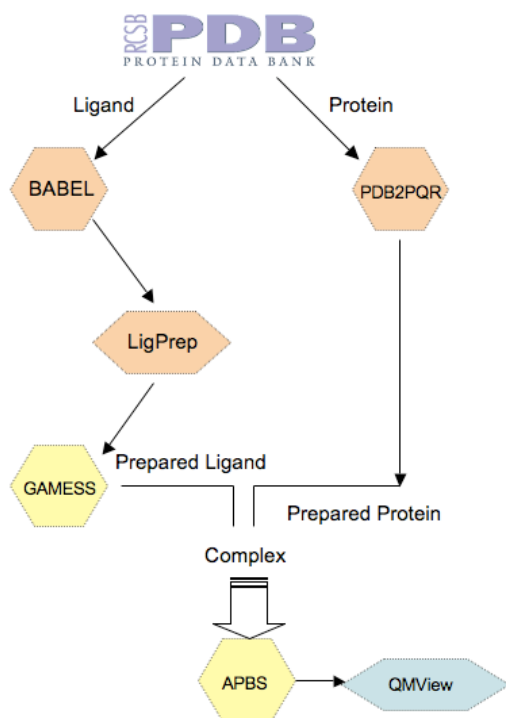 RCSB PDB
PROTEIN DATA BANK
Ligand
Protein
BABEL
PDB2PQR
LigPrep
Prepared Ligand
GAMESS
Prepared Protein
Complex
APBS
QMView